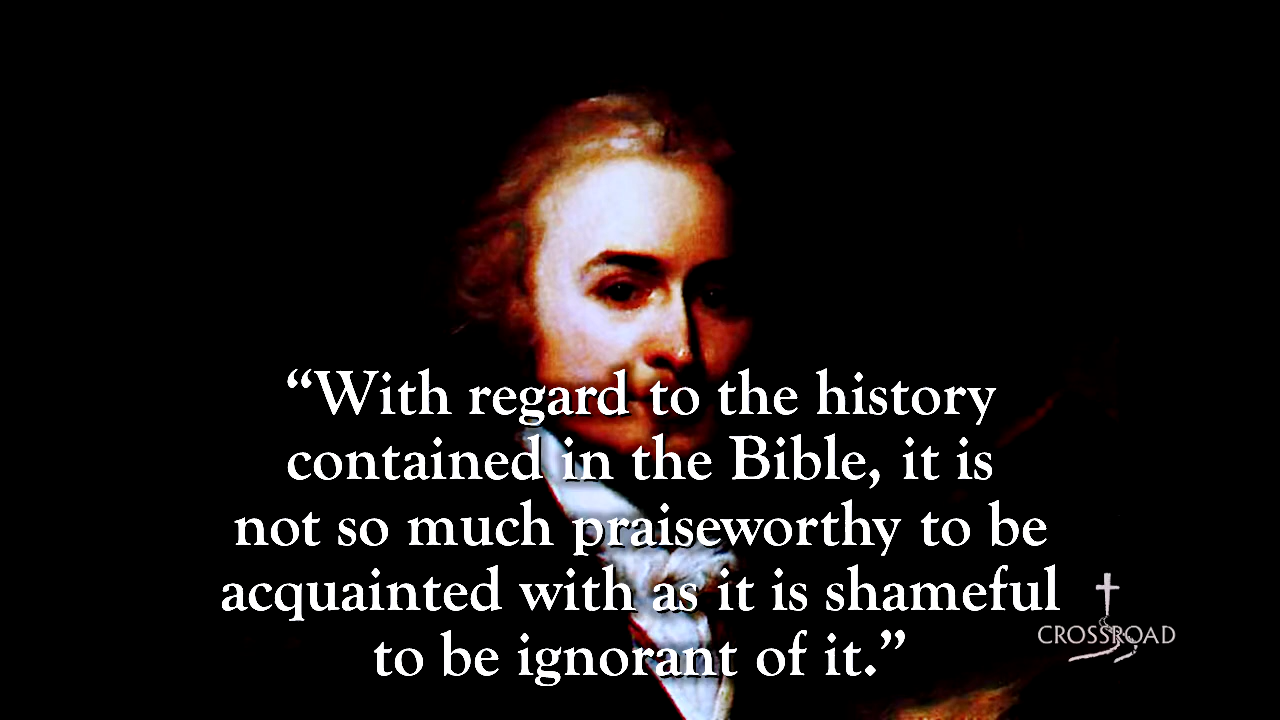 “With regard to the history
contained in the Bible, it is
not so much praiseworthy to be
acquainted with as it is shameful
to be ignorant of it.”
CROSSROAD